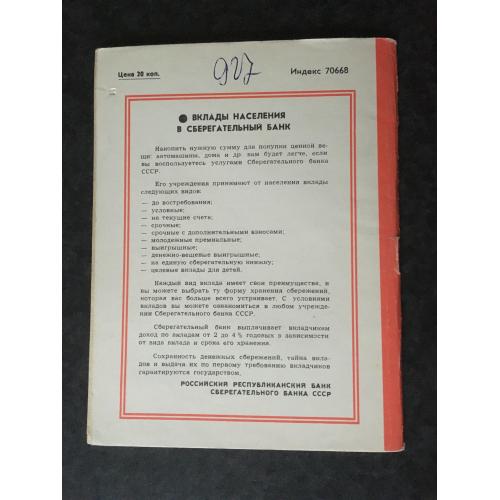 Цена 20 коп.
927
Индекс 70668
● ВКЛАДЫ НАСЕЛЕНИЯ
В СБЕРЕГАТЕЛЬНЫЙ БАНК
Накопить нужную сумму для покупки ценной ве-
щи: автомашины, дома и др. вам будет легче, если
вы воспользуетесь услугами Сберегательного банка
СССР.
Его учреждения принимают от населения вклады
следующих видов:
— до востребования;
— условные;
— на текущие счета;
— срочные;
— срочные с дополнительными взносами;
— молодежные премиальные;
— выигрышные;
— денежно-вещевые выигрышные;
— на единую сберегательную книжку;
— целевые вклады для детей.
Каждый вид вклада имеет свои преимущества, и
вы можете выбрать ту форму хранения сбережений,
которая вас больше всего устраивает. С условиями
вкладов вы можете ознакомиться в любом учрежде-
нии Сберегательного банка СССР.
Сберегательный банк выплачивает вкладчикам
доход по вкладам от 2 до 4% годовых в зависимости
от вида вклада и срока его хранения.
Сохранность денежных сбережений, тайна вкла-
дов и выдача их по первому требованию вкладчиков
гарантируются государством.
РОССИЙСКИЙ РЕСПУБЛИКАНСКИЙ БАНК
СБЕРЕГАТЕЛЬНОГО БАНКА СССР